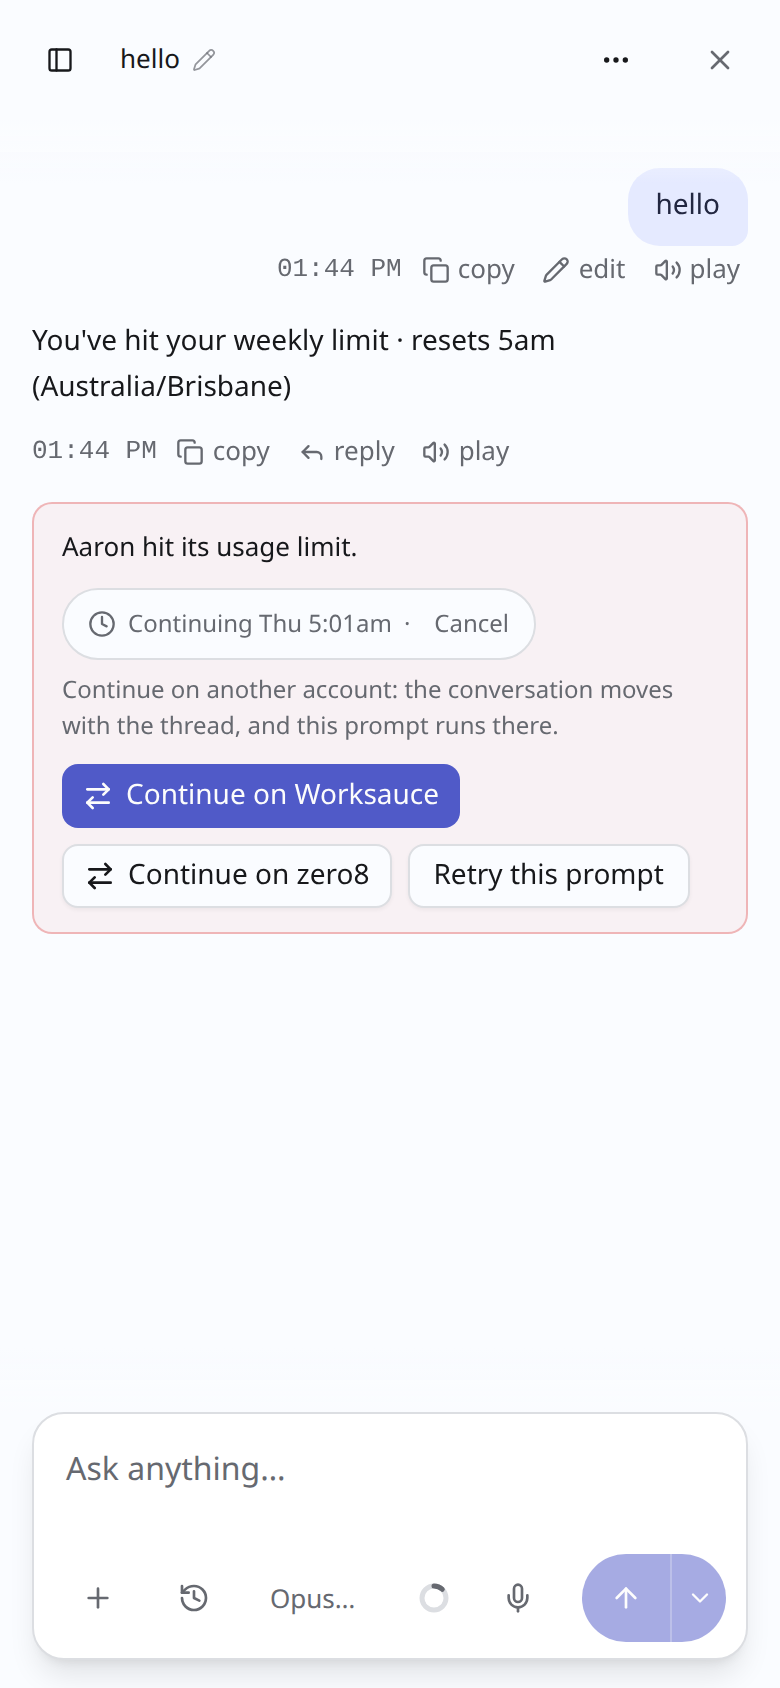 hello
hello
01:44 PM copy edit play
You've hit your weekly limit · resets 5am
(Australia/Brisbane)
01:44 PM copy reply play
Aaron hit its usage limit.
Continuing Thu 5:01am · Cancel
Continue on another account: the conversation moves
with the thread, and this prompt runs there.
Continue on Worksauce
Continue on zero8 Retry this prompt
Ask anything...
Opus...